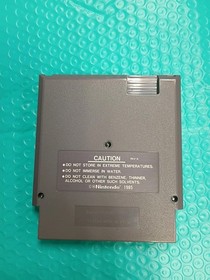 CAUTION
● DO NOT STORE IN EXTREME TEMPERATURES.
● DO NOT IMMERSE IN WATER.
● DO NOT CLEAN WITH BENZENE, THINNER,
ALCOHOL OR OTHER SUCH SOLVENTS.
©Nintendo 1985